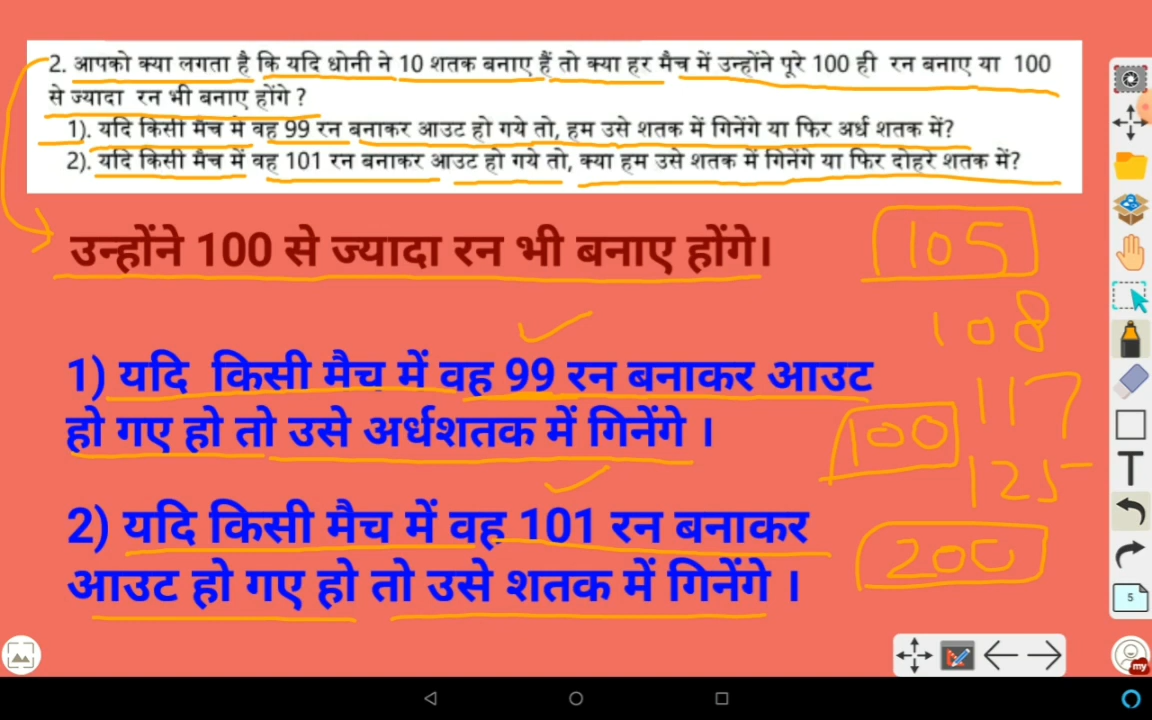 2. आपको क्या लगता है कि यदि धोनी ने 10 शतक बनाए हैं तो क्या हर मैच में उन्होंने पूरे 100 ही रन बनाए या 100
से ज्यादा रन भी बनाए होंगे ?
1). यदि किसी मैच में वह 99 रन बनाकर आउट हो गये तो, हम उसे शतक में गिनेंगे या फिर अर्ध शतक में?
2). यदि किसी मैच में वह 101 रन बनाकर आउट हो गये तो, क्या हम उसे शतक में गिनेंगे या फिर दोहरे शतक में?
उन्होंने 100 से ज्यादा रन भी बनाए होंगे।
105
108
1) यदि किसी मैच में वह 99 रन बनाकर आउट
हो गए हो तो उसे अर्धशतक में गिनेंगे ।
117
100
125
2) यदि किसी मैच में वह 101 रन बनाकर
आउट हो गए हो तो उसे शतक में गिनेंगे ।
200
T
5
my